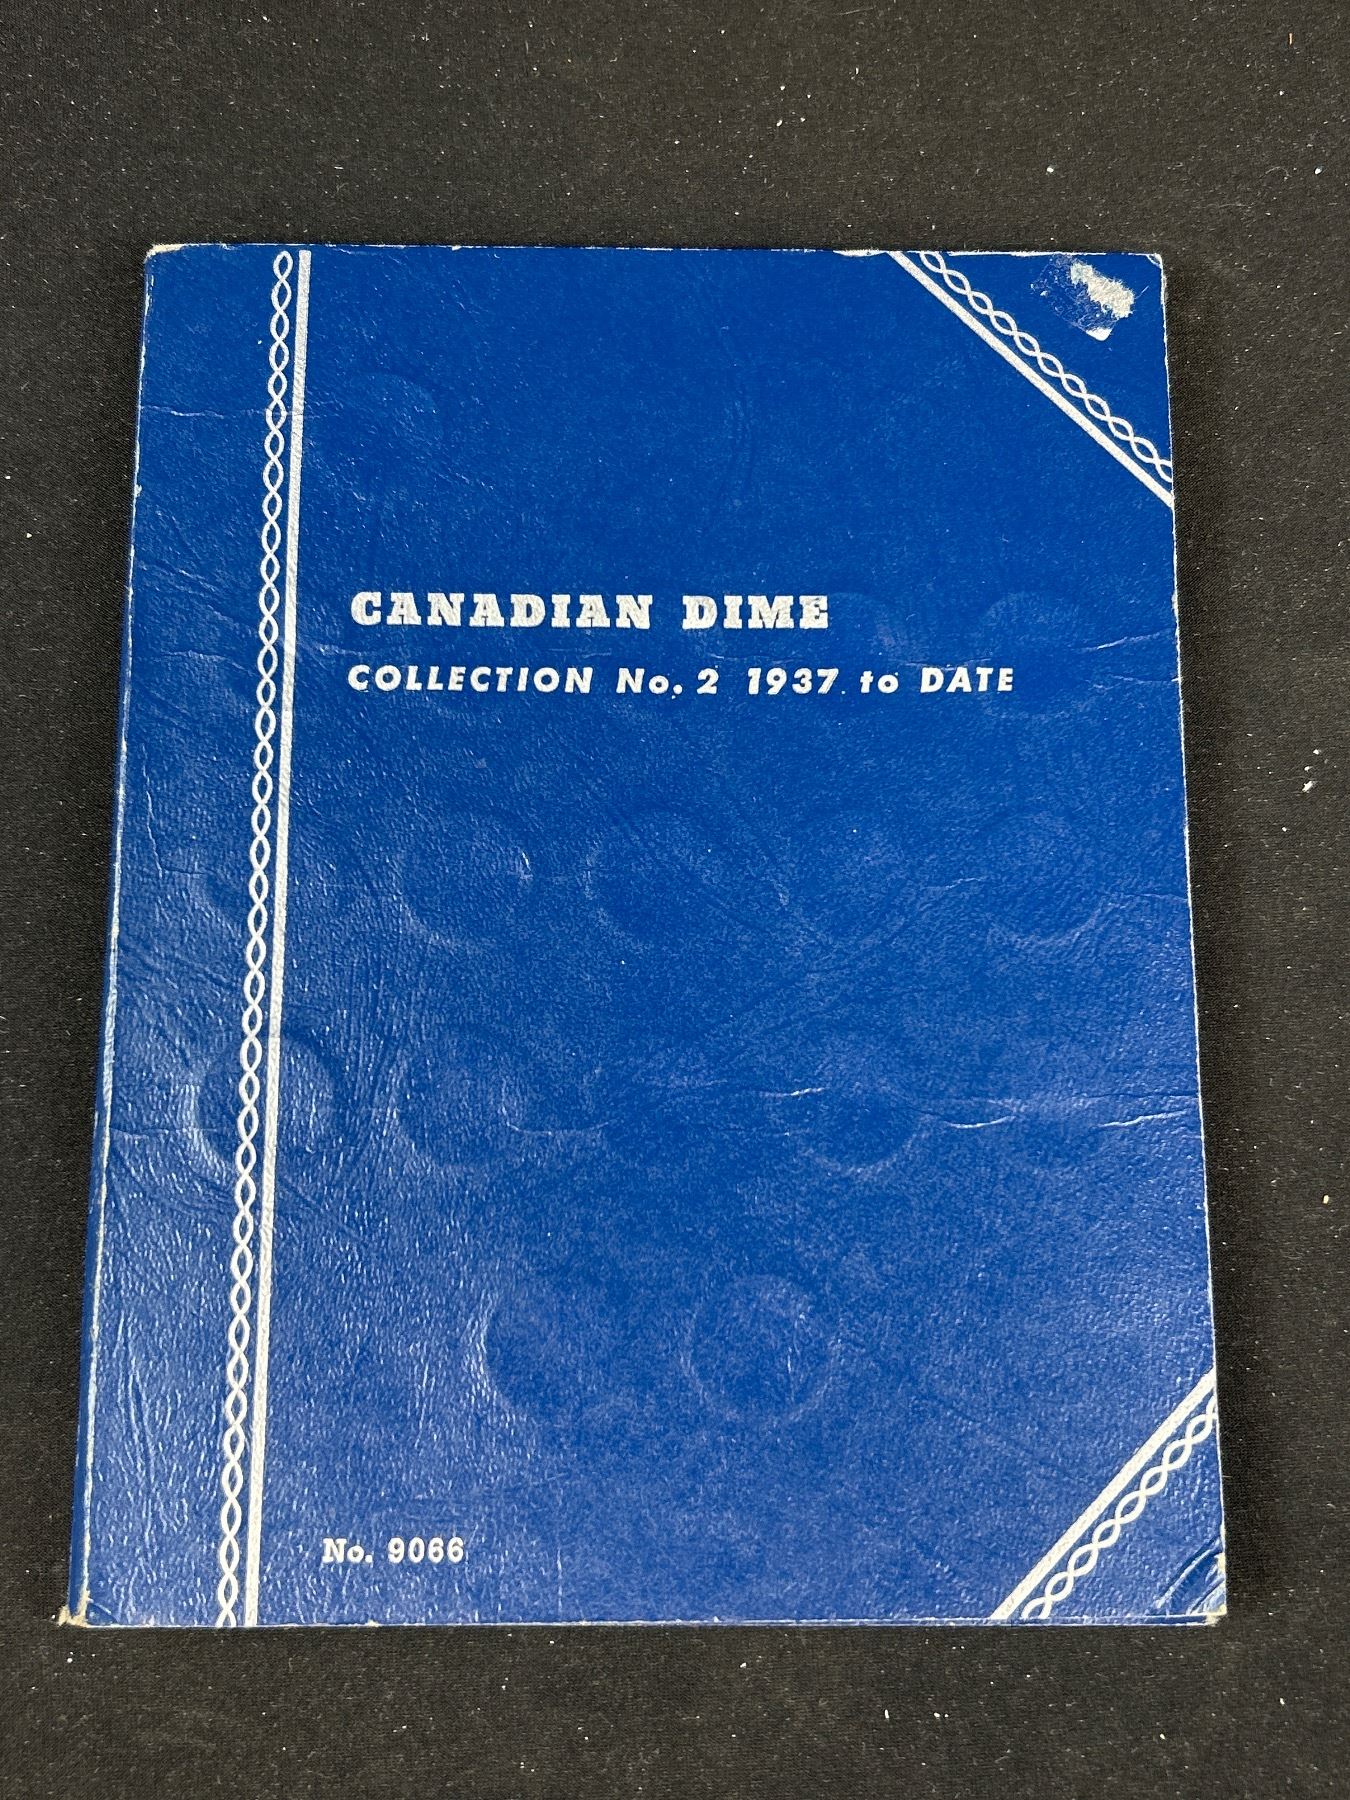 CANADIAN DIME
COLLECTION No. 2 1937 to DATE
No. 9066